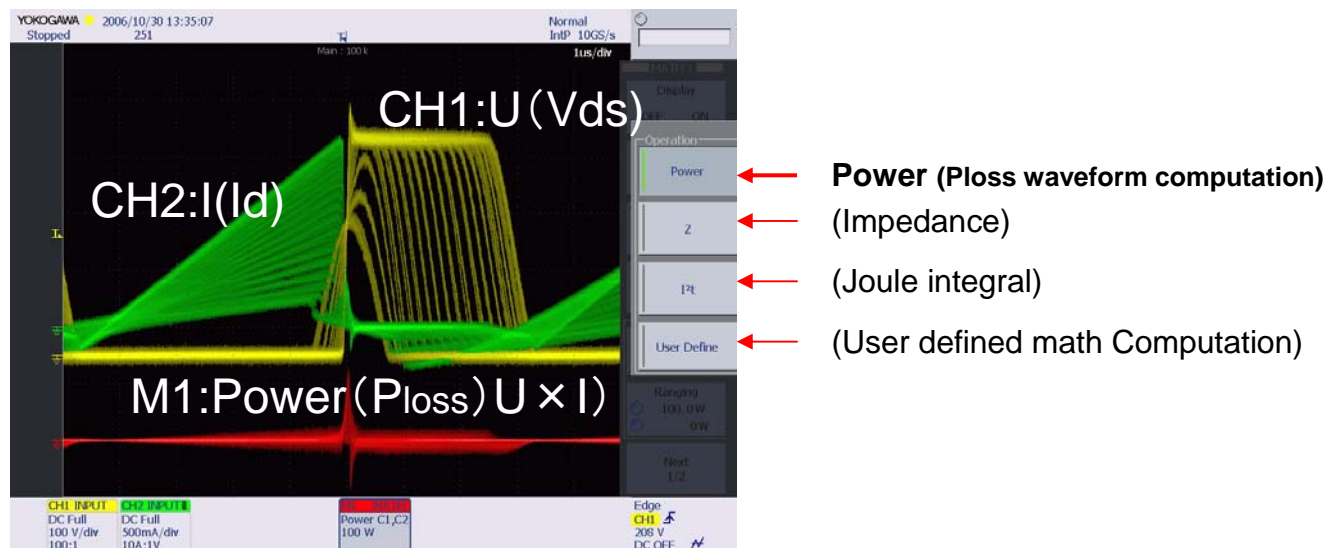 YOKOGAWA 2006/10/30 13:35:07
Normal
Stopped 251
IntP 10GS/s
Main : 100 k
1us/div
CH1:U(Vds)
CH2:I(Id)
M1:Power(Ploss)U×I)
MATH1
Display
OFF ON
Operation
Power
Z
I²t
User Define
Ranging
100.0W
0W
Next
1/2
Power (Ploss waveform computation)
(Impedance)
(Joule integral)
(User defined math Computation)
CH1 INPUT
DC Full
100 V/div
100:1
CH2 INPUT
DC Full
500mA/div
10A:1V
Power C1,C2
100 W
Edge
CH1
208 V
DC OFF